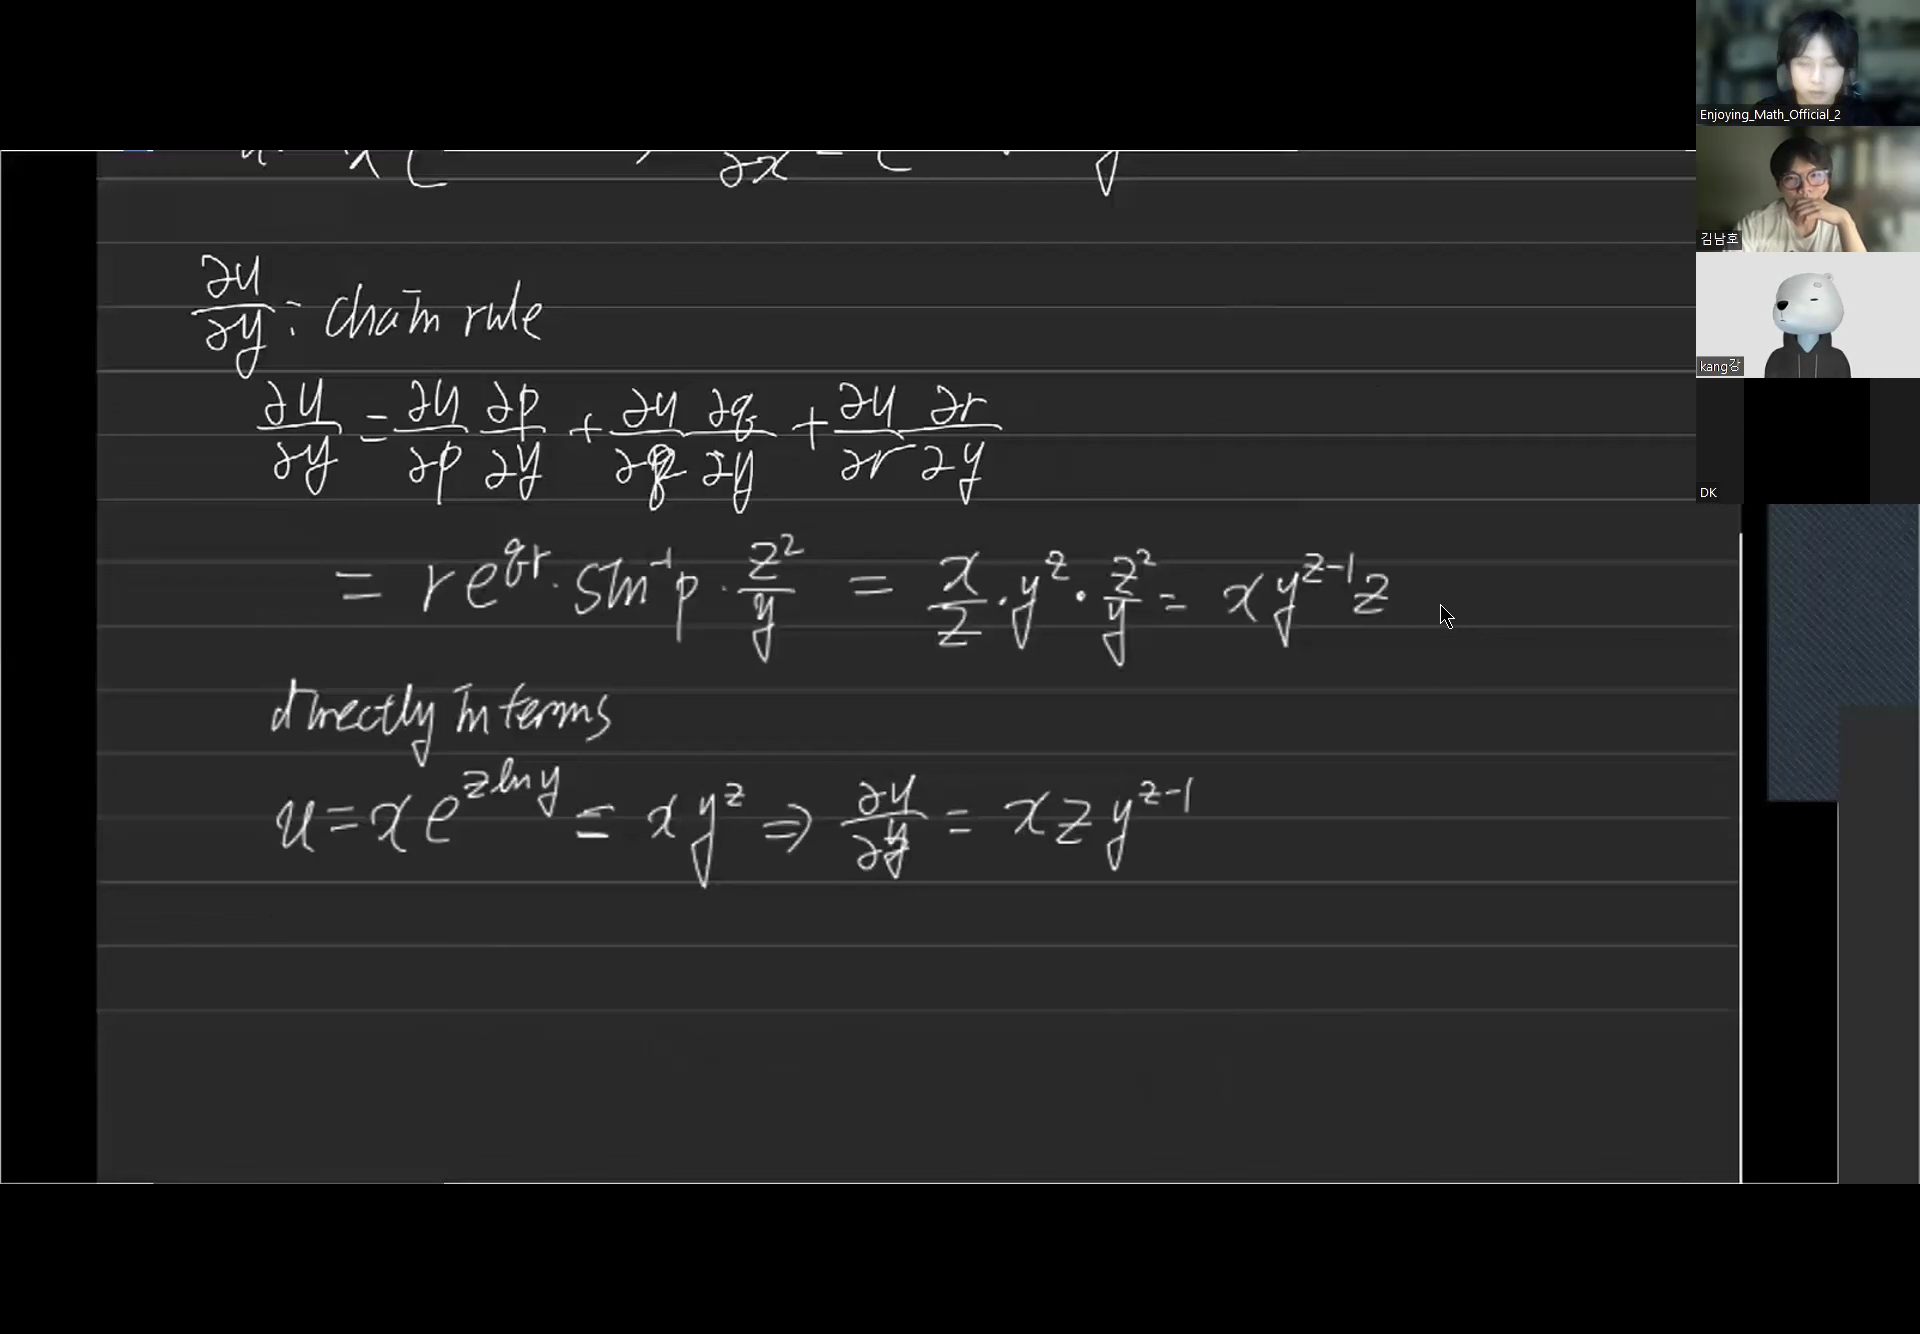 ∂x
∂u/∂y : chain rule
∂u/∂y = ∂u/∂p ∂p/∂y + ∂u/∂q ∂q/∂y + ∂u/∂r ∂r/∂y
= re^{qr} · sin⁻¹p · z²/y = x/z · y^z · z²/y = xy^{z-1}z
directly in terms
u = xe^{z ln y} = xy^z ⇒ ∂u/∂y = xzy^{z-1}
Enjoying_Math_Official_2
김남호
kang강
DK